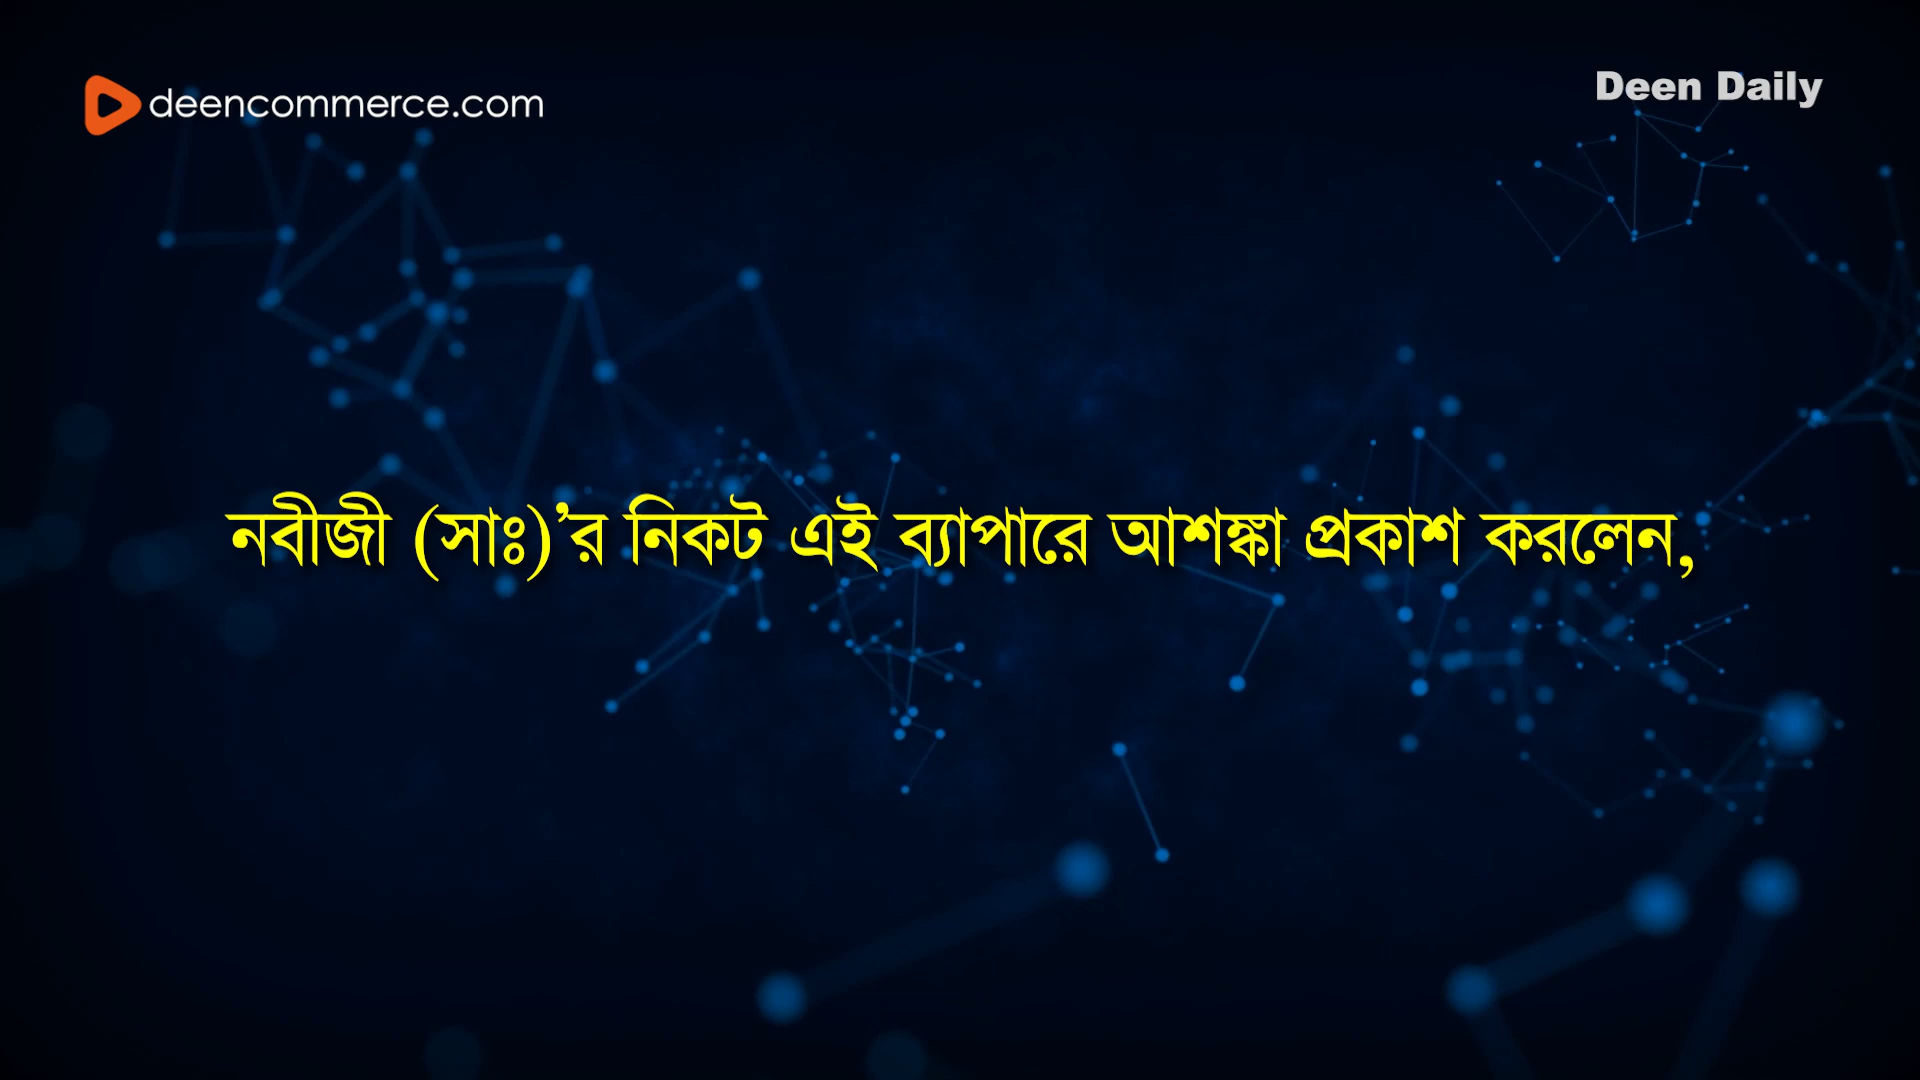 deencommerce.com
Deen Daily
নবীজী (সাঃ)’র নিকট এই ব্যাপারে আশঙ্কা প্রকাশ করলেন,